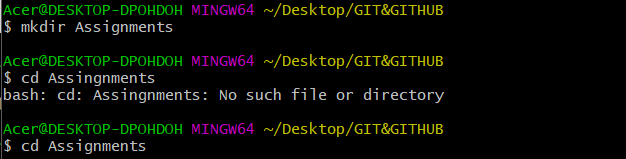 Acer@DESKTOP-DPOHDOH MINGW64 ~/Desktop/GIT&GITHUB
$ mkdir Assignments
Acer@DESKTOP-DPOHDOH MINGW64 ~/Desktop/GIT&GITHUB
$ cd Assingnments
bash: cd: Assingnments: No such file or directory
Acer@DESKTOP-DPOHDOH MINGW64 ~/Desktop/GIT&GITHUB
$ cd Assignments